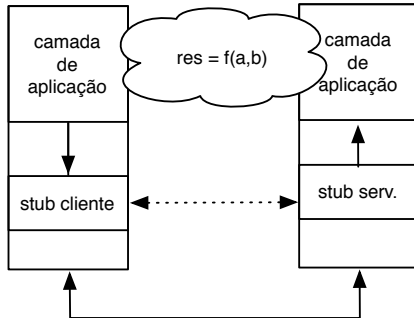 camada
de
aplicação
res = f(a,b)
camada
de
aplicação
stub cliente
stub serv.